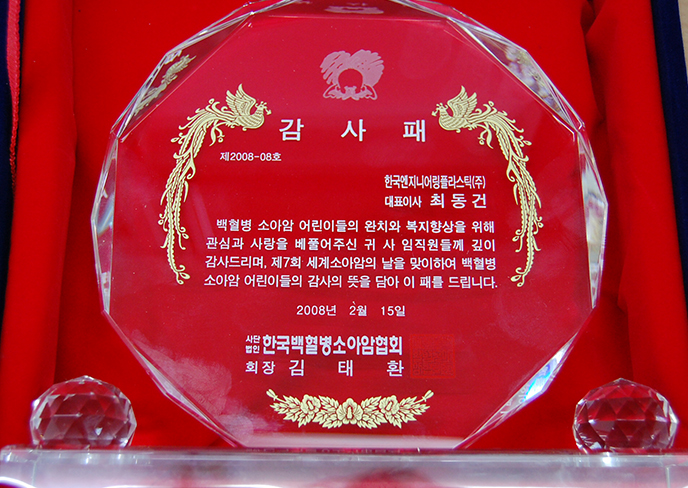 감 사 패
제2008-08호
한국엔지니어링플라스틱(주)
대표이사 최동건
백혈병 소아암 어린이들의 완치와 복지향상을 위해
관심과 사랑을 베풀어주신 귀 사 임직원들께 깊이
감사드리며, 제7회 세계소아암의 날을 맞이하여 백혈병
소아암 어린이들의 감사의 뜻을 담아 이 패를 드립니다.
2008년 2월 15일
사단법인 한국백혈병소아암협회
회장 김 태 환